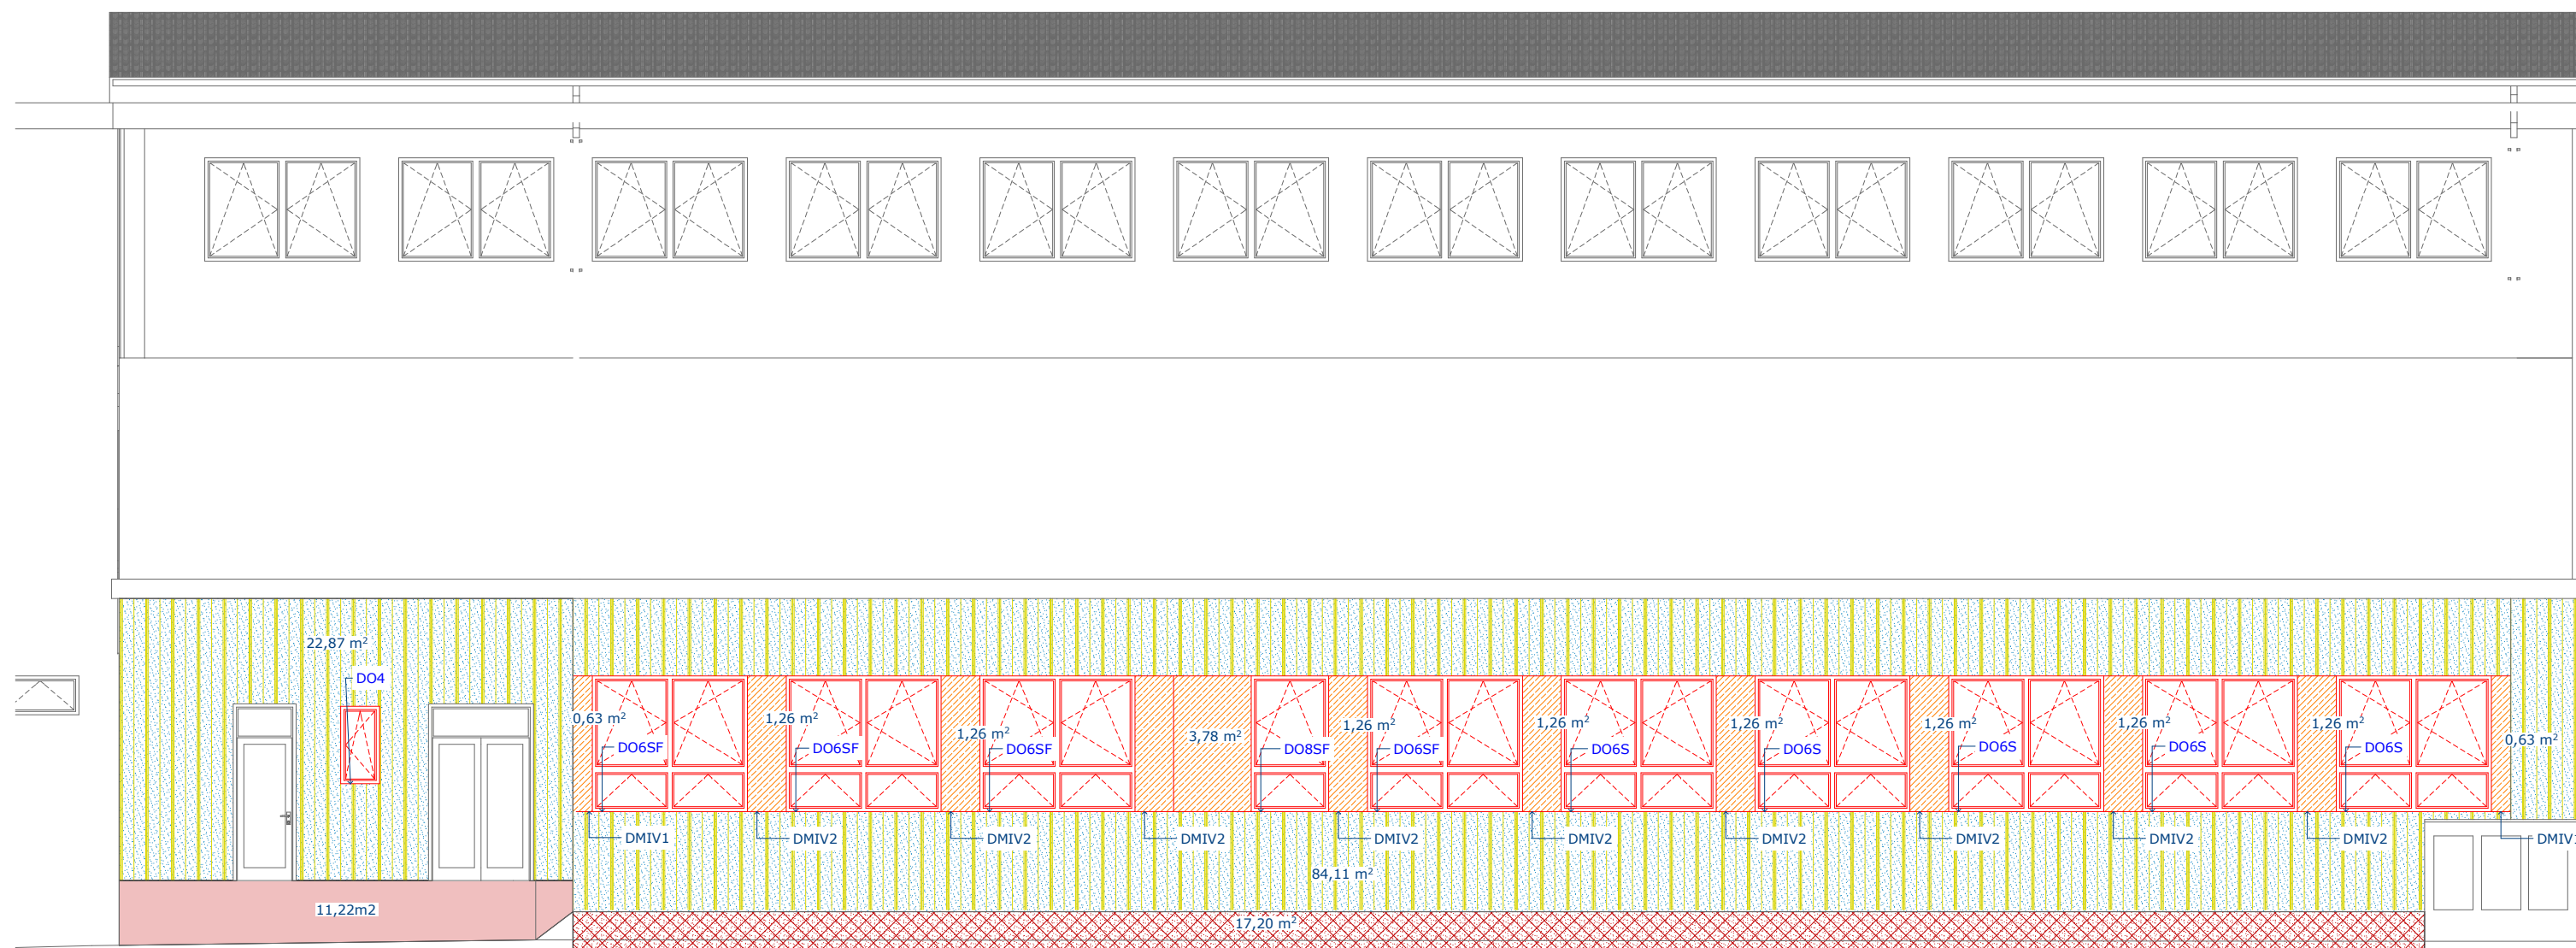 22,87 m²
DO4
0,63 m²
1,26 m²
1,26 m²
3,78 m²
1,26 m²
1,26 m²
1,26 m²
1,26 m²
1,26 m²
1,26 m²
0,63 m²
DO6SF
DO6SF
DO6SF
DO8SF
DO6SF
DO6S
DO6S
DO6S
DO6S
DO6S
DMIV1
DMIV2
DMIV2
DMIV2
DMIV2
DMIV2
DMIV2
DMIV2
DMIV2
DMIV2
DMIV1
84,11 m²
11,22m2
17,20 m²